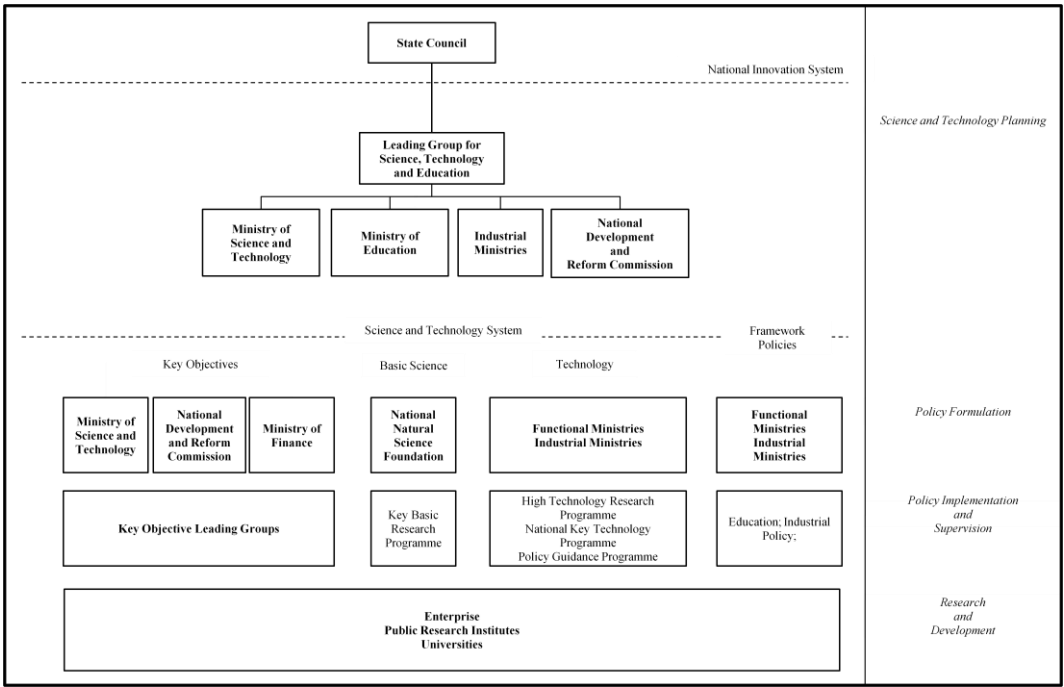 State Council
National Innovation System
Science and Technology Planning
Leading Group for
Science, Technology
and Education
Ministry of
Science and
Technology
Ministry of
Education
Industrial
Ministries
National
Development
and
Reform Commission
Science and Technology System
Framework
Policies
Key Objectives
Basic Science
Technology
Ministry of
Science and
Technology
National
Development
and Reform
Commission
Ministry of
Finance
National
Natural
Science
Foundation
Functional Ministries
Industrial Ministries
Functional
Ministries
Industrial
Ministries
Policy Formulation
Key Objective Leading Groups
Key Basic
Research
Programme
High Technology Research
Programme
National Key Technology
Programme
Policy Guidance Programme
Education; Industrial
Policy;
Policy Implementation
and
Supervision
Enterprise
Public Research Institutes
Universities
Research
and
Development